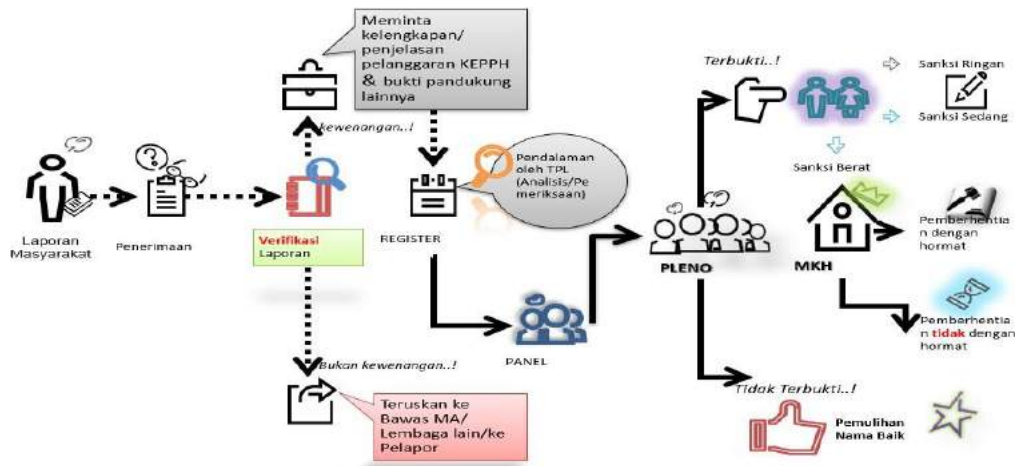 Meminta
kelengkapan/
penjelasan
pelanggaran KEPPH
& bukti pandukung
lainnya
kewenangan..!
Laporan
Masyarakat
Penerimaan
Verifikasi
Laporan
REGISTER
Pendalaman
oleh TPL
(Analisis/Pe
meriksaan)
Bukan kewenangan..!
Teruskan ke
Bawas MA/
Lembaga lain/ke
Pelapor
PANEL
PLENO
Terbukti..!
Sanksi Ringan
Sanksi Sedang
Sanksi Berat
MKH
Pemberhentia
n dengan
hormat
Pemberhentia
n tidak dengan
hormat
Tidak Terbukti..!
Pemulihan
Nama Baik